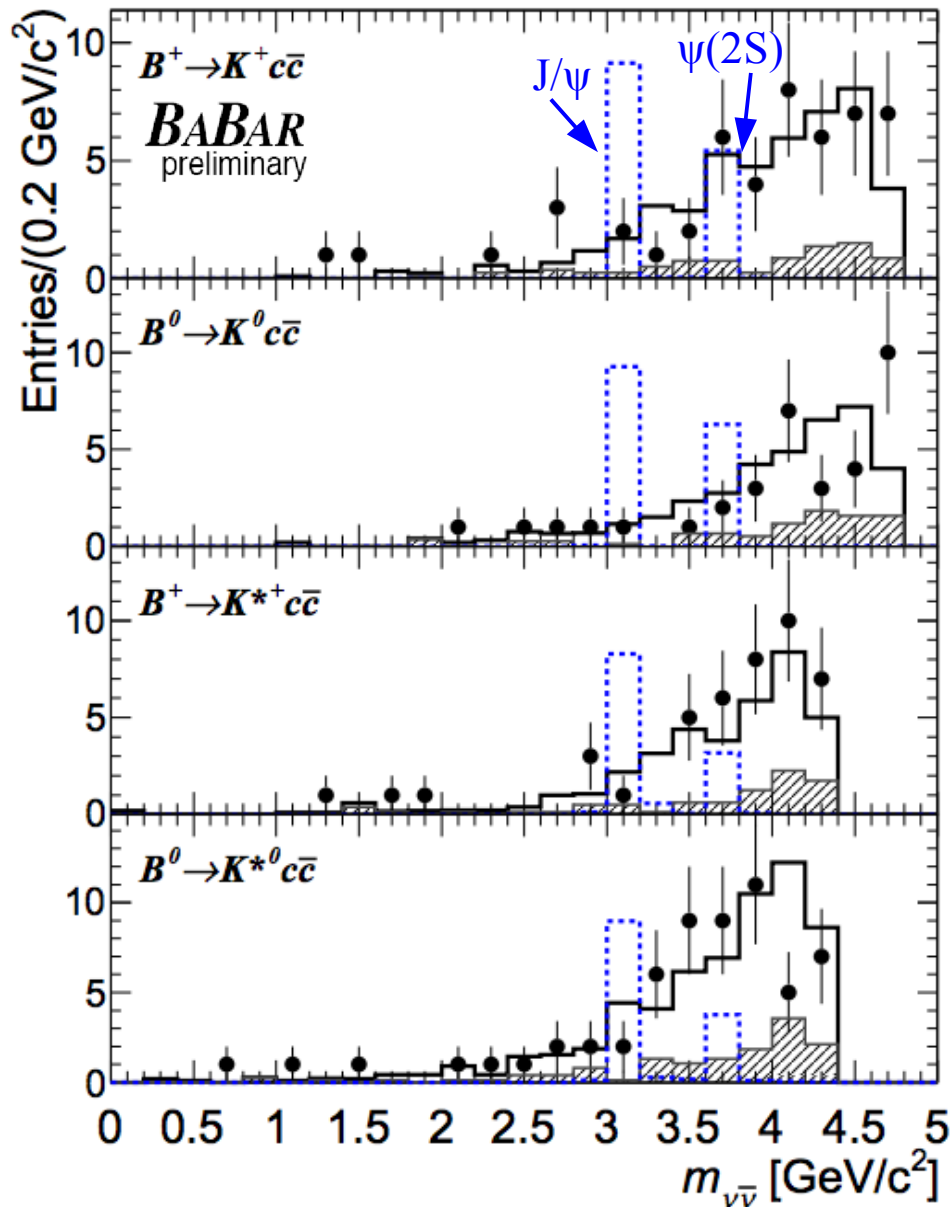 Entries/(0.2 GeV/c²)
10
5
0
B⁺→K⁺cc̄
BABAR
preliminary
J/ψ
ψ(2S)
10
5
0
B⁰→K⁰cc̄
10
5
0
B⁺→K*⁺cc̄
10
5
0
B⁰→K*⁰cc̄
0 0.5 1 1.5 2 2.5 3 3.5 4 4.5 5
m_νν̄ [GeV/c²]